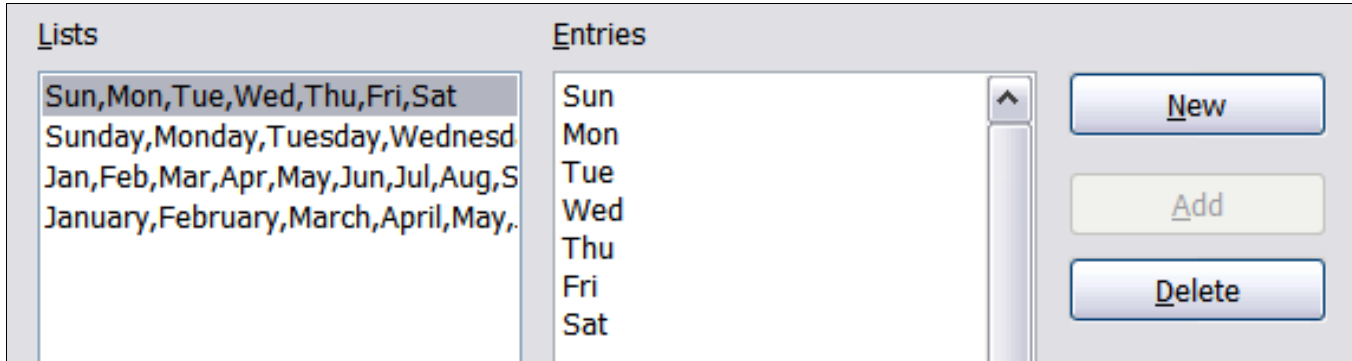 Lists
Entries
Sun,Mon,Tue,Wed,Thu,Fri,Sat
Sunday,Monday,Tuesday,Wednesd
Jan,Feb,Mar,Apr,May,Jun,Jul,Aug,S
January,February,March,April,May,.
Sun
Mon
Tue
Wed
Thu
Fri
Sat
New
Add
Delete